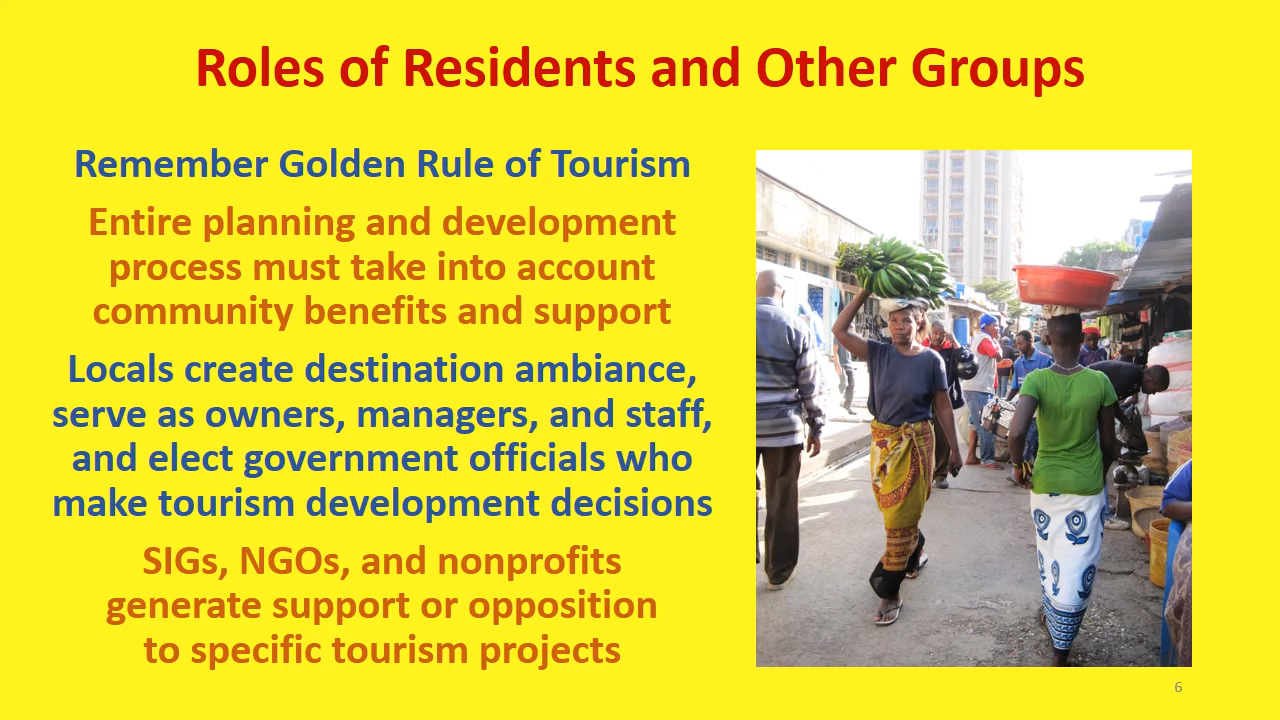 Roles of Residents and Other Groups
Remember Golden Rule of Tourism
Entire planning and development
process must take into account
community benefits and support
Locals create destination ambiance,
serve as owners, managers, and staff,
and elect government officials who
make tourism development decisions
SIGs, NGOs, and nonprofits
generate support or opposition
to specific tourism projects
6